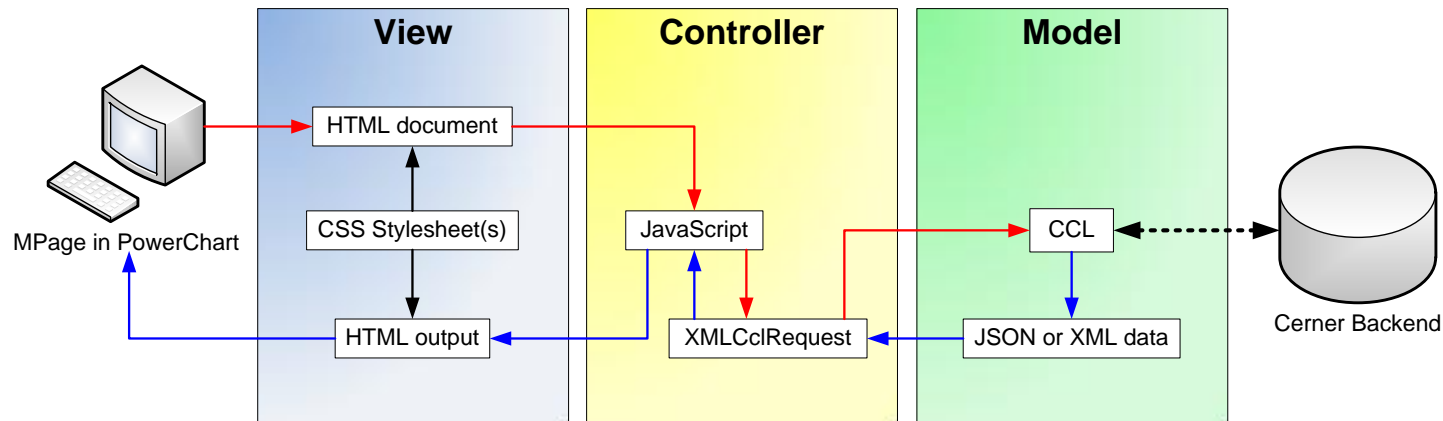 View
Controller
Model
HTML document
CSS Stylesheet(s)
JavaScript
CCL
MPage in PowerChart
HTML output
XMLCclRequest
JSON or XML data
Cerner Backend